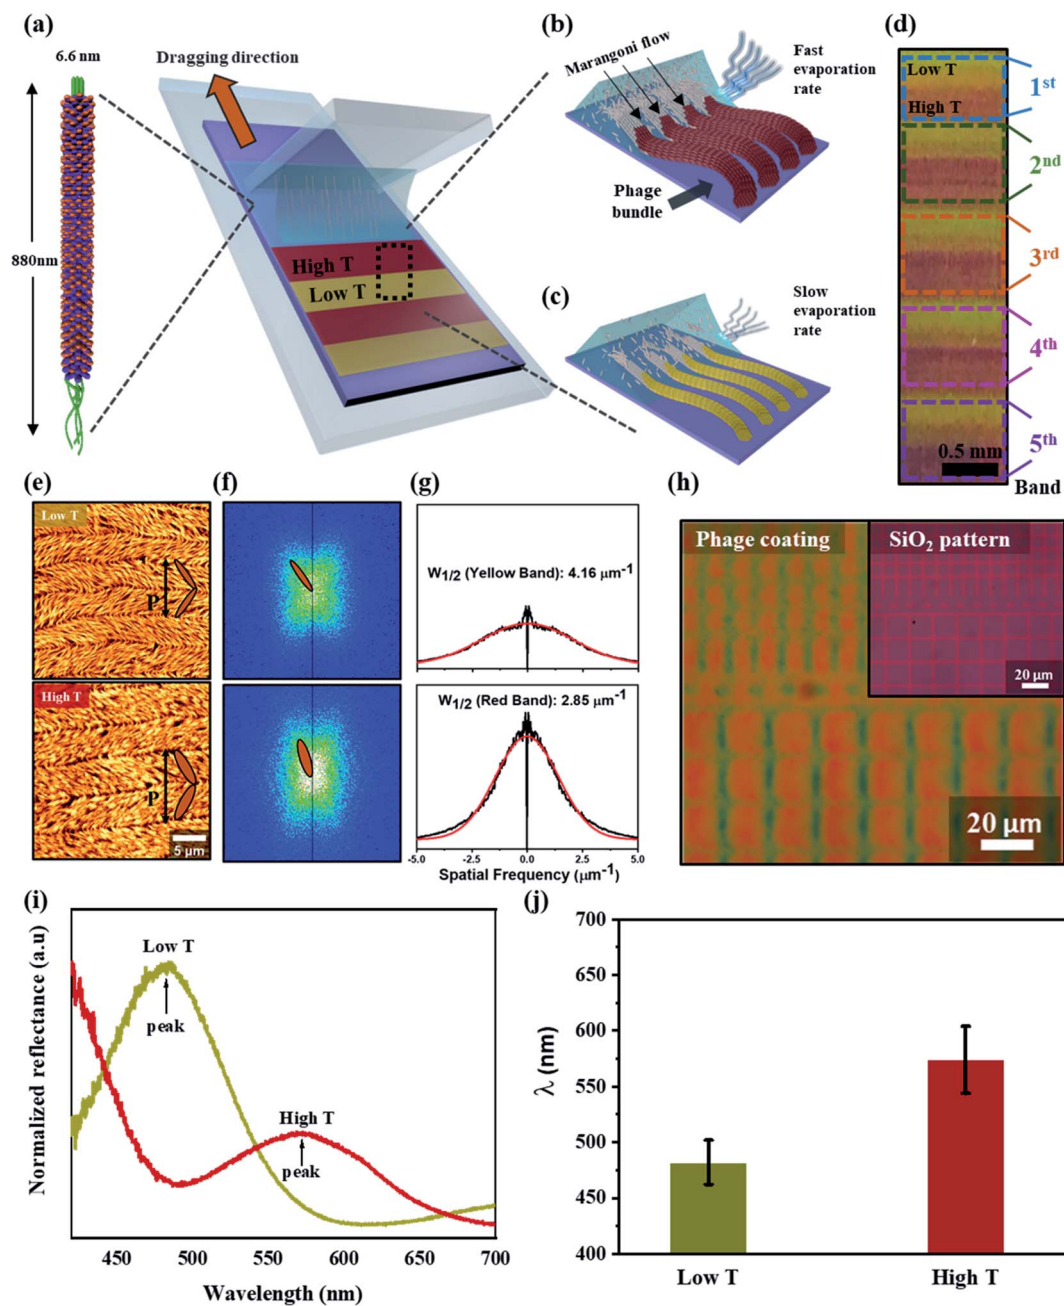 (a)
6.6 nm
880nm
Dragging direction
High T
Low T
(b)
Marangoni flow
Fast
evaporation
rate
Phage
bundle
(c)
Slow
evaporation
rate
(d)
Low T
High T
1st
2nd
3rd
4th
5th
0.5 mm
Band
(e)
Low T
P
High T
P
5 μm
(f)
(g)
W1/2 (Yellow Band): 4.16 μm-1
W1/2 (Red Band): 2.85 μm-1
-5.0 -2.5 0.0 2.5 5.0
Spatial Frequency (μm-1)
(h)
Phage coating
SiO2 pattern
20 μm
20 μm
(i)
Normalized reflectance (a.u)
Low T
peak
High T
peak
450 500 550 600 650 700
Wavelength (nm)
(j)
λ (nm)
700
650
600
550
500
450
400
Low T
High T